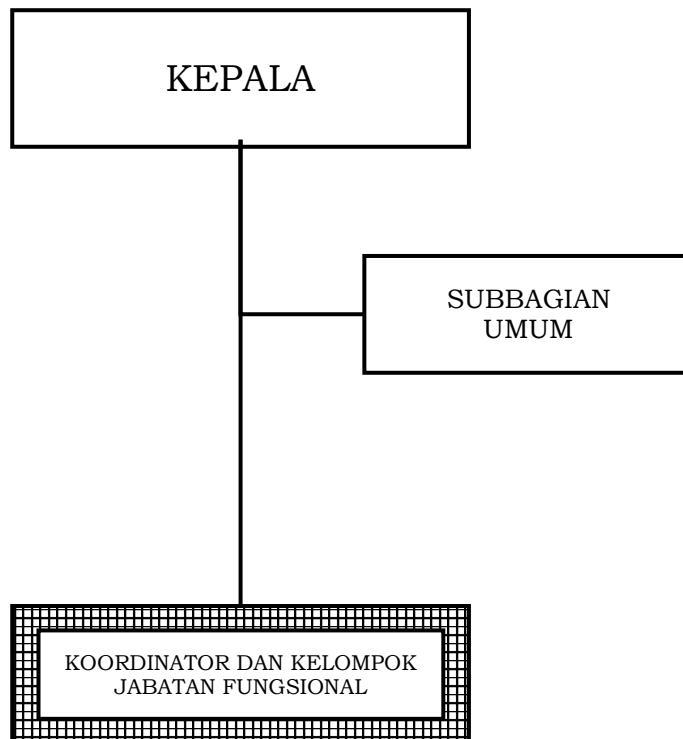 KEPALA
SUBBAGIAN
UMUM
KOORDINATOR DAN KELOMPOK
JABATAN FUNGSIONAL